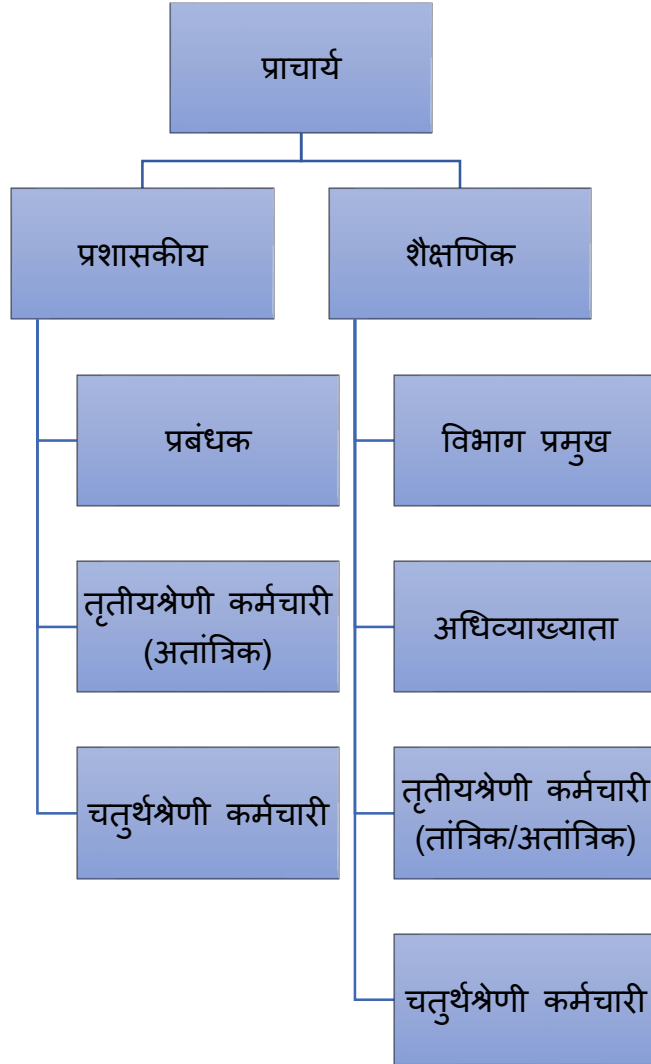 प्राचार्य
प्रशासकीय
शैक्षणिक
प्रबंधक
विभाग प्रमुख
तृतीयश्रेणी कर्मचारी
(अतांत्रिक)
अधिव्याख्याता
चतुर्थश्रेणी कर्मचारी
तृतीयश्रेणी कर्मचारी
(तांत्रिक/अतांत्रिक)
चतुर्थश्रेणी कर्मचारी